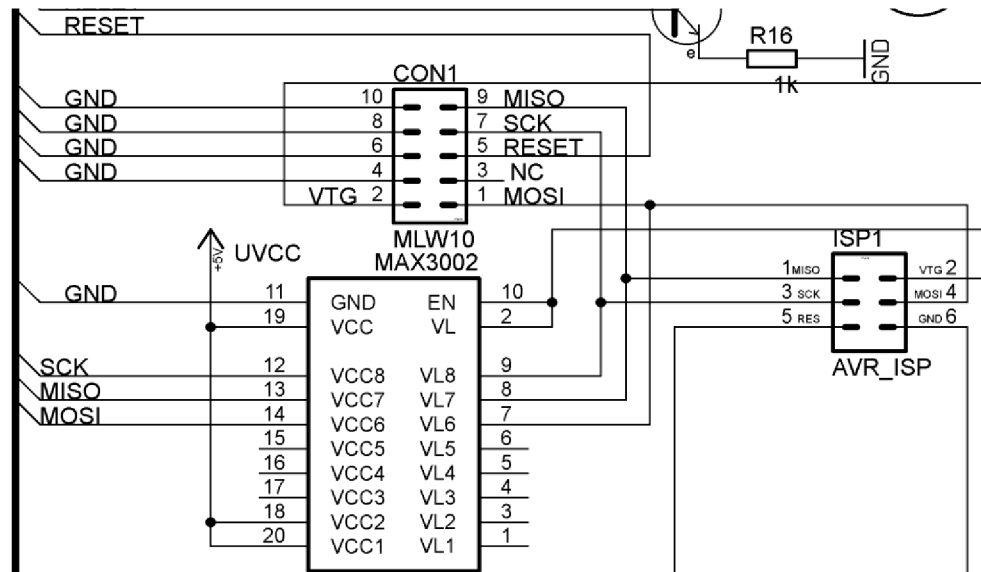 RESET
R16
e
1k
GND
CON1
GND 10 9 MISO
GND 8 7 SCK
GND 6 5 RESET
GND 4 3 NC
VTG 2 1 MOSI
MLW10
MAX3002
+5V
UVCC
ISP1
1 MISO VTG 2
3 SCK MOSI 4
5 RES GND 6
AVR_ISP
GND 11 GND EN 10
19 VCC VL 2
SCK 12 VCC8 VL8 9
MISO 13 VCC7 VL7 8
MOSI 14 VCC6 VL6 7
15 VCC5 VL5 6
16 VCC4 VL4 5
17 VCC3 VL3 4
18 VCC2 VL2 3
20 VCC1 VL1 1